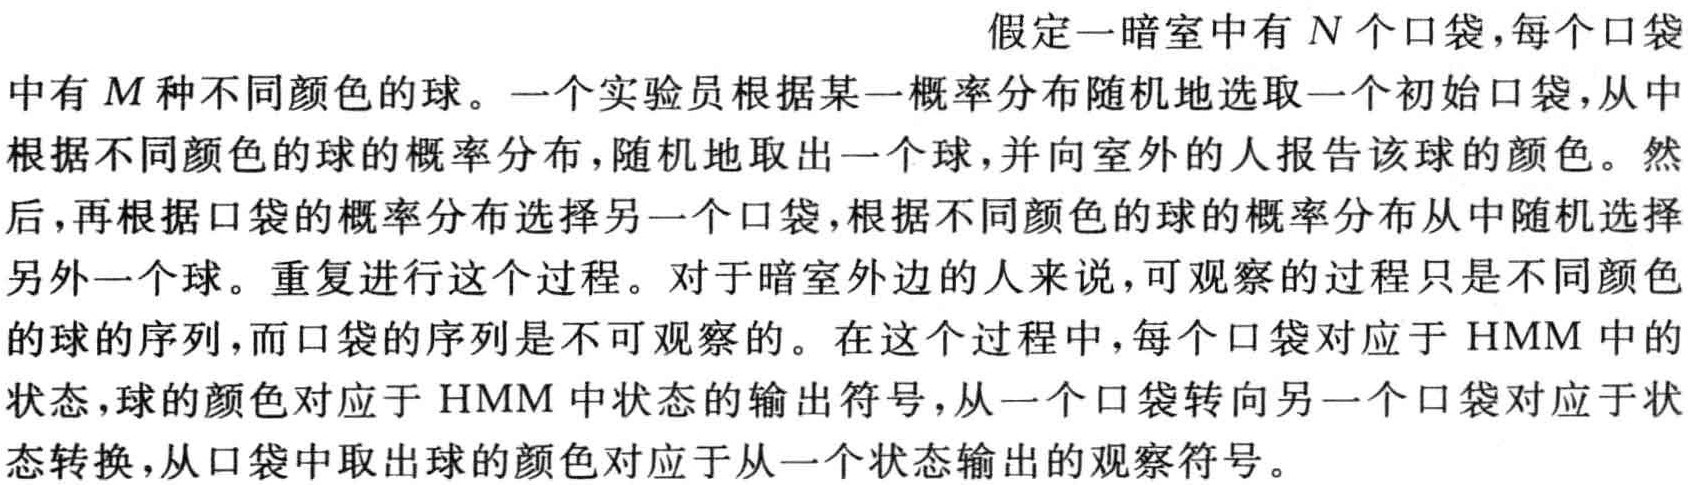 假定一暗室中有 N 个口袋,每个口袋
中有 M 种不同颜色的球。一个实验员根据某一概率分布随机地选取一个初始口袋,从中
根据不同颜色的球的概率分布,随机地取出一个球,并向室外的人报告该球的颜色。然
后,再根据口袋的概率分布选择另一个口袋,根据不同颜色的球的概率分布从中随机选择
另外一个球。重复进行这个过程。对于暗室外边的人来说,可观察的过程只是不同颜色
的球的序列,而口袋的序列是不可观察的。在这个过程中,每个口袋对应于 HMM 中的
状态,球的颜色对应于 HMM 中状态的输出符号,从一个口袋转向另一个口袋对应于状
态转换,从口袋中取出球的颜色对应于从一个状态输出的观察符号。